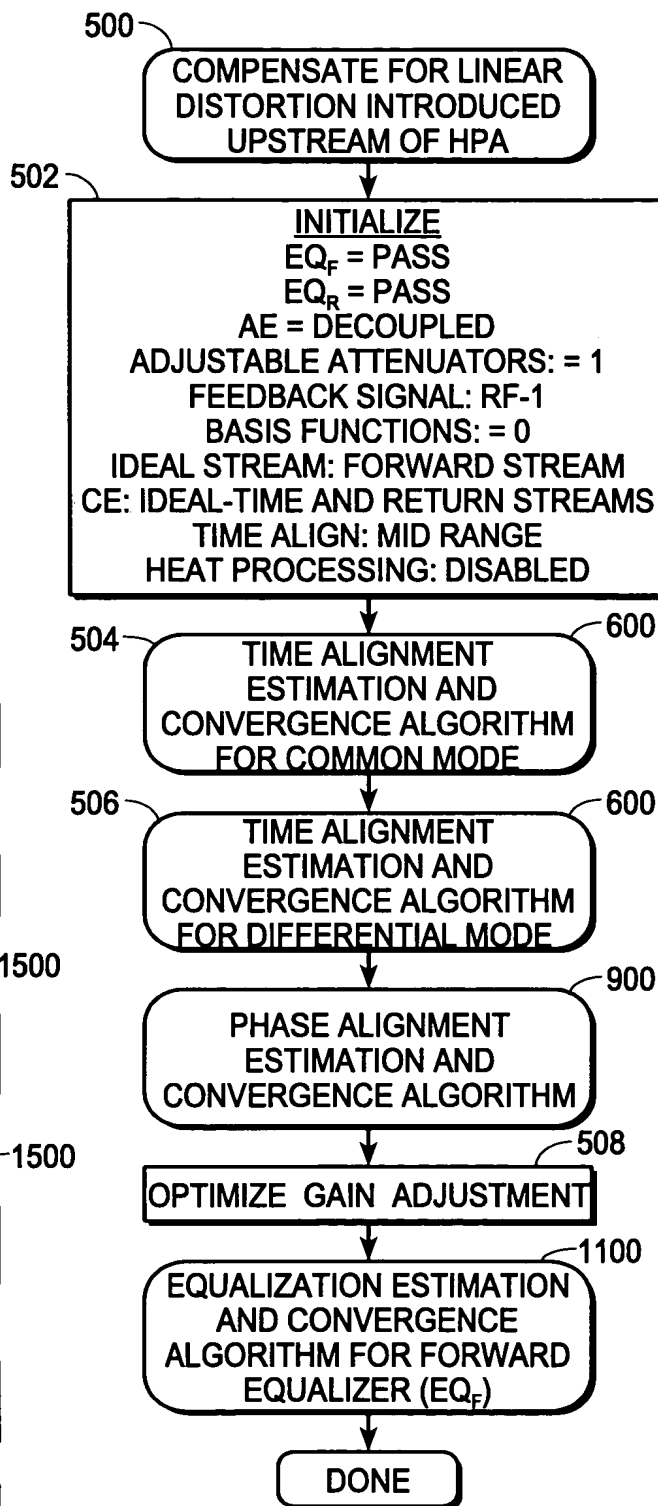 500
COMPENSATE FOR LINEAR
DISTORTION INTRODUCED
UPSTREAM OF HPA
502
INITIALIZE
EQF = PASS
EQR = PASS
AE = DECOUPLED
ADJUSTABLE ATTENUATORS: = 1
FEEDBACK SIGNAL: RF-1
BASIS FUNCTIONS: = 0
IDEAL STREAM: FORWARD STREAM
CE: IDEAL-TIME AND RETURN STREAMS
TIME ALIGN: MID RANGE
HEAT PROCESSING: DISABLED
504
600
TIME ALIGNMENT
ESTIMATION AND
CONVERGENCE ALGORITHM
FOR COMMON MODE
506
600
TIME ALIGNMENT
ESTIMATION AND
CONVERGENCE ALGORITHM
FOR DIFFERENTIAL MODE
1500
900
PHASE ALIGNMENT
ESTIMATION AND
CONVERGENCE ALGORITHM
1500
508
OPTIMIZE GAIN ADJUSTMENT
1100
EQUALIZATION ESTIMATION
AND CONVERGENCE
ALGORITHM FOR FORWARD
EQUALIZER (EQF)
DONE